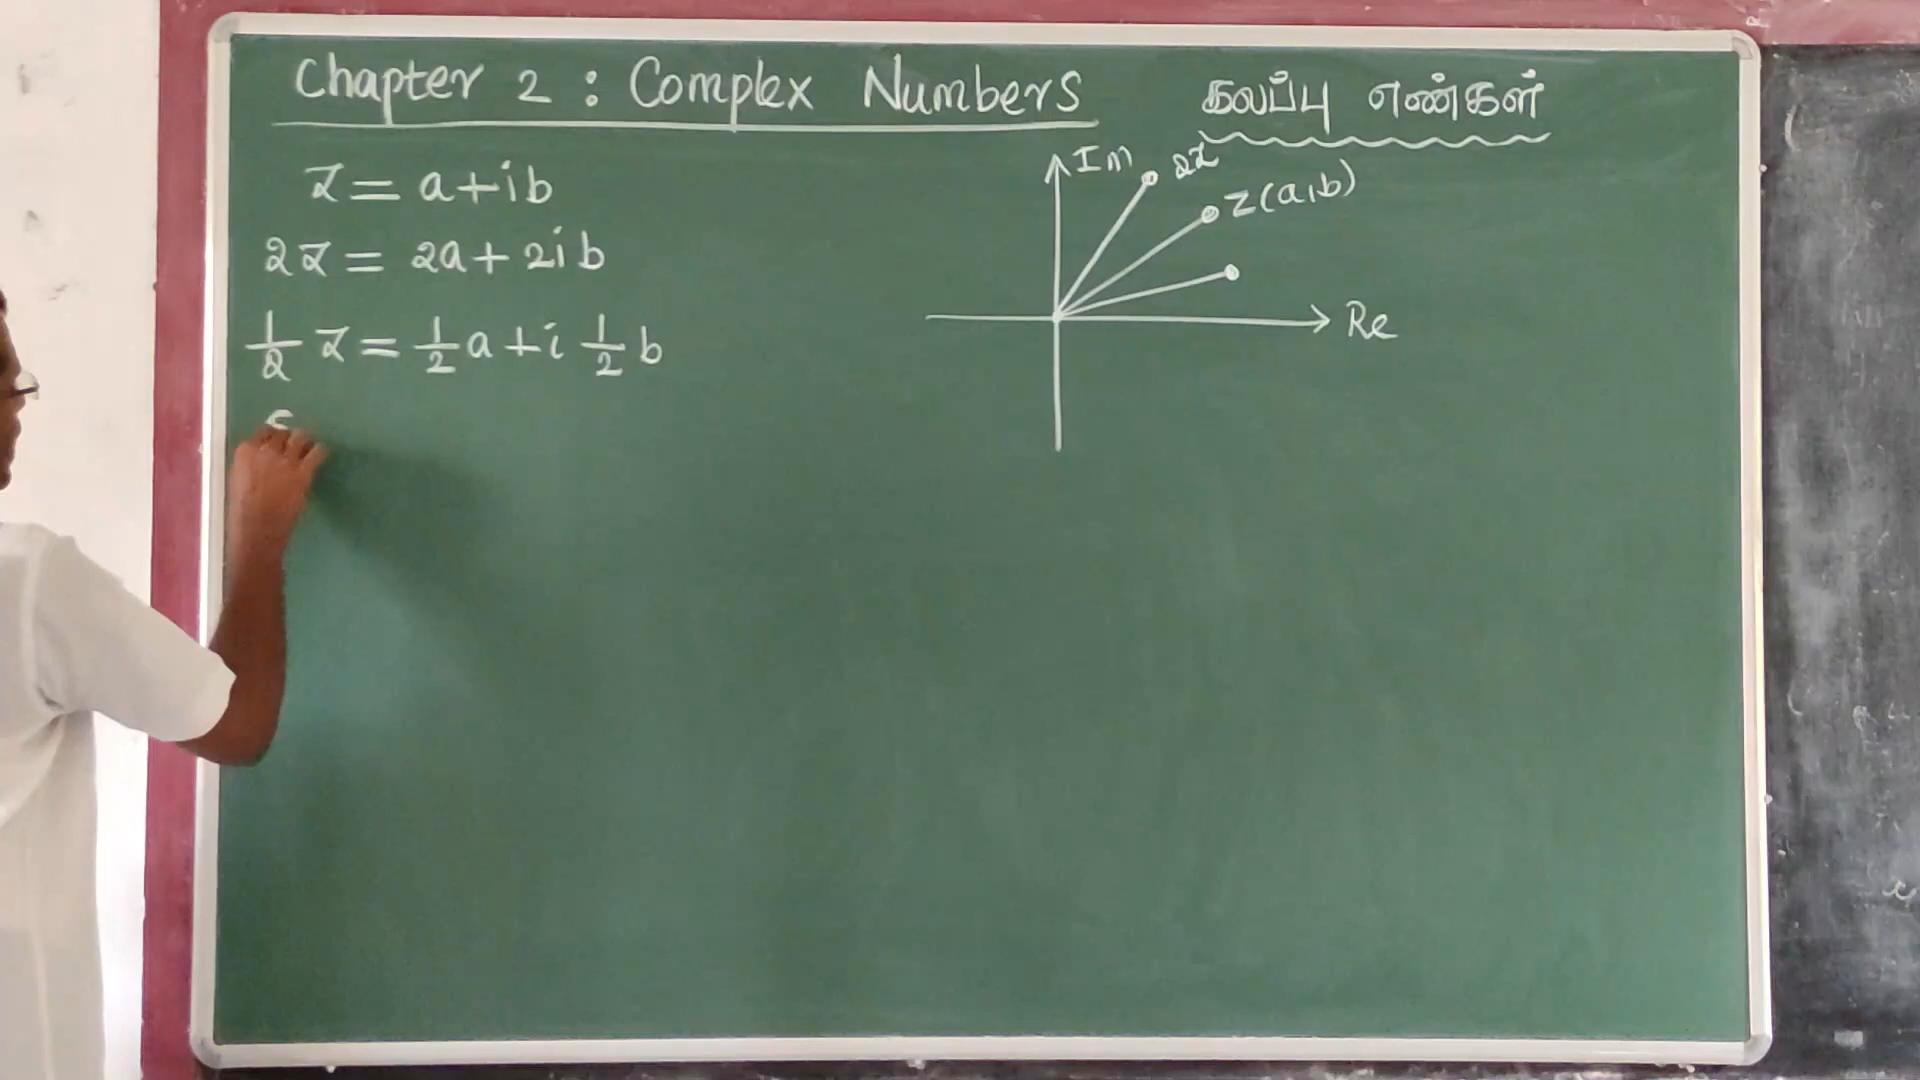 Chapter 2 : Complex Numbers
கலப்பு எண்கள்
z = a+ib
2z = 2a+2ib
1/2 z = 1/2 a + i 1/2 b
Im
2z
z(a,b)
Re